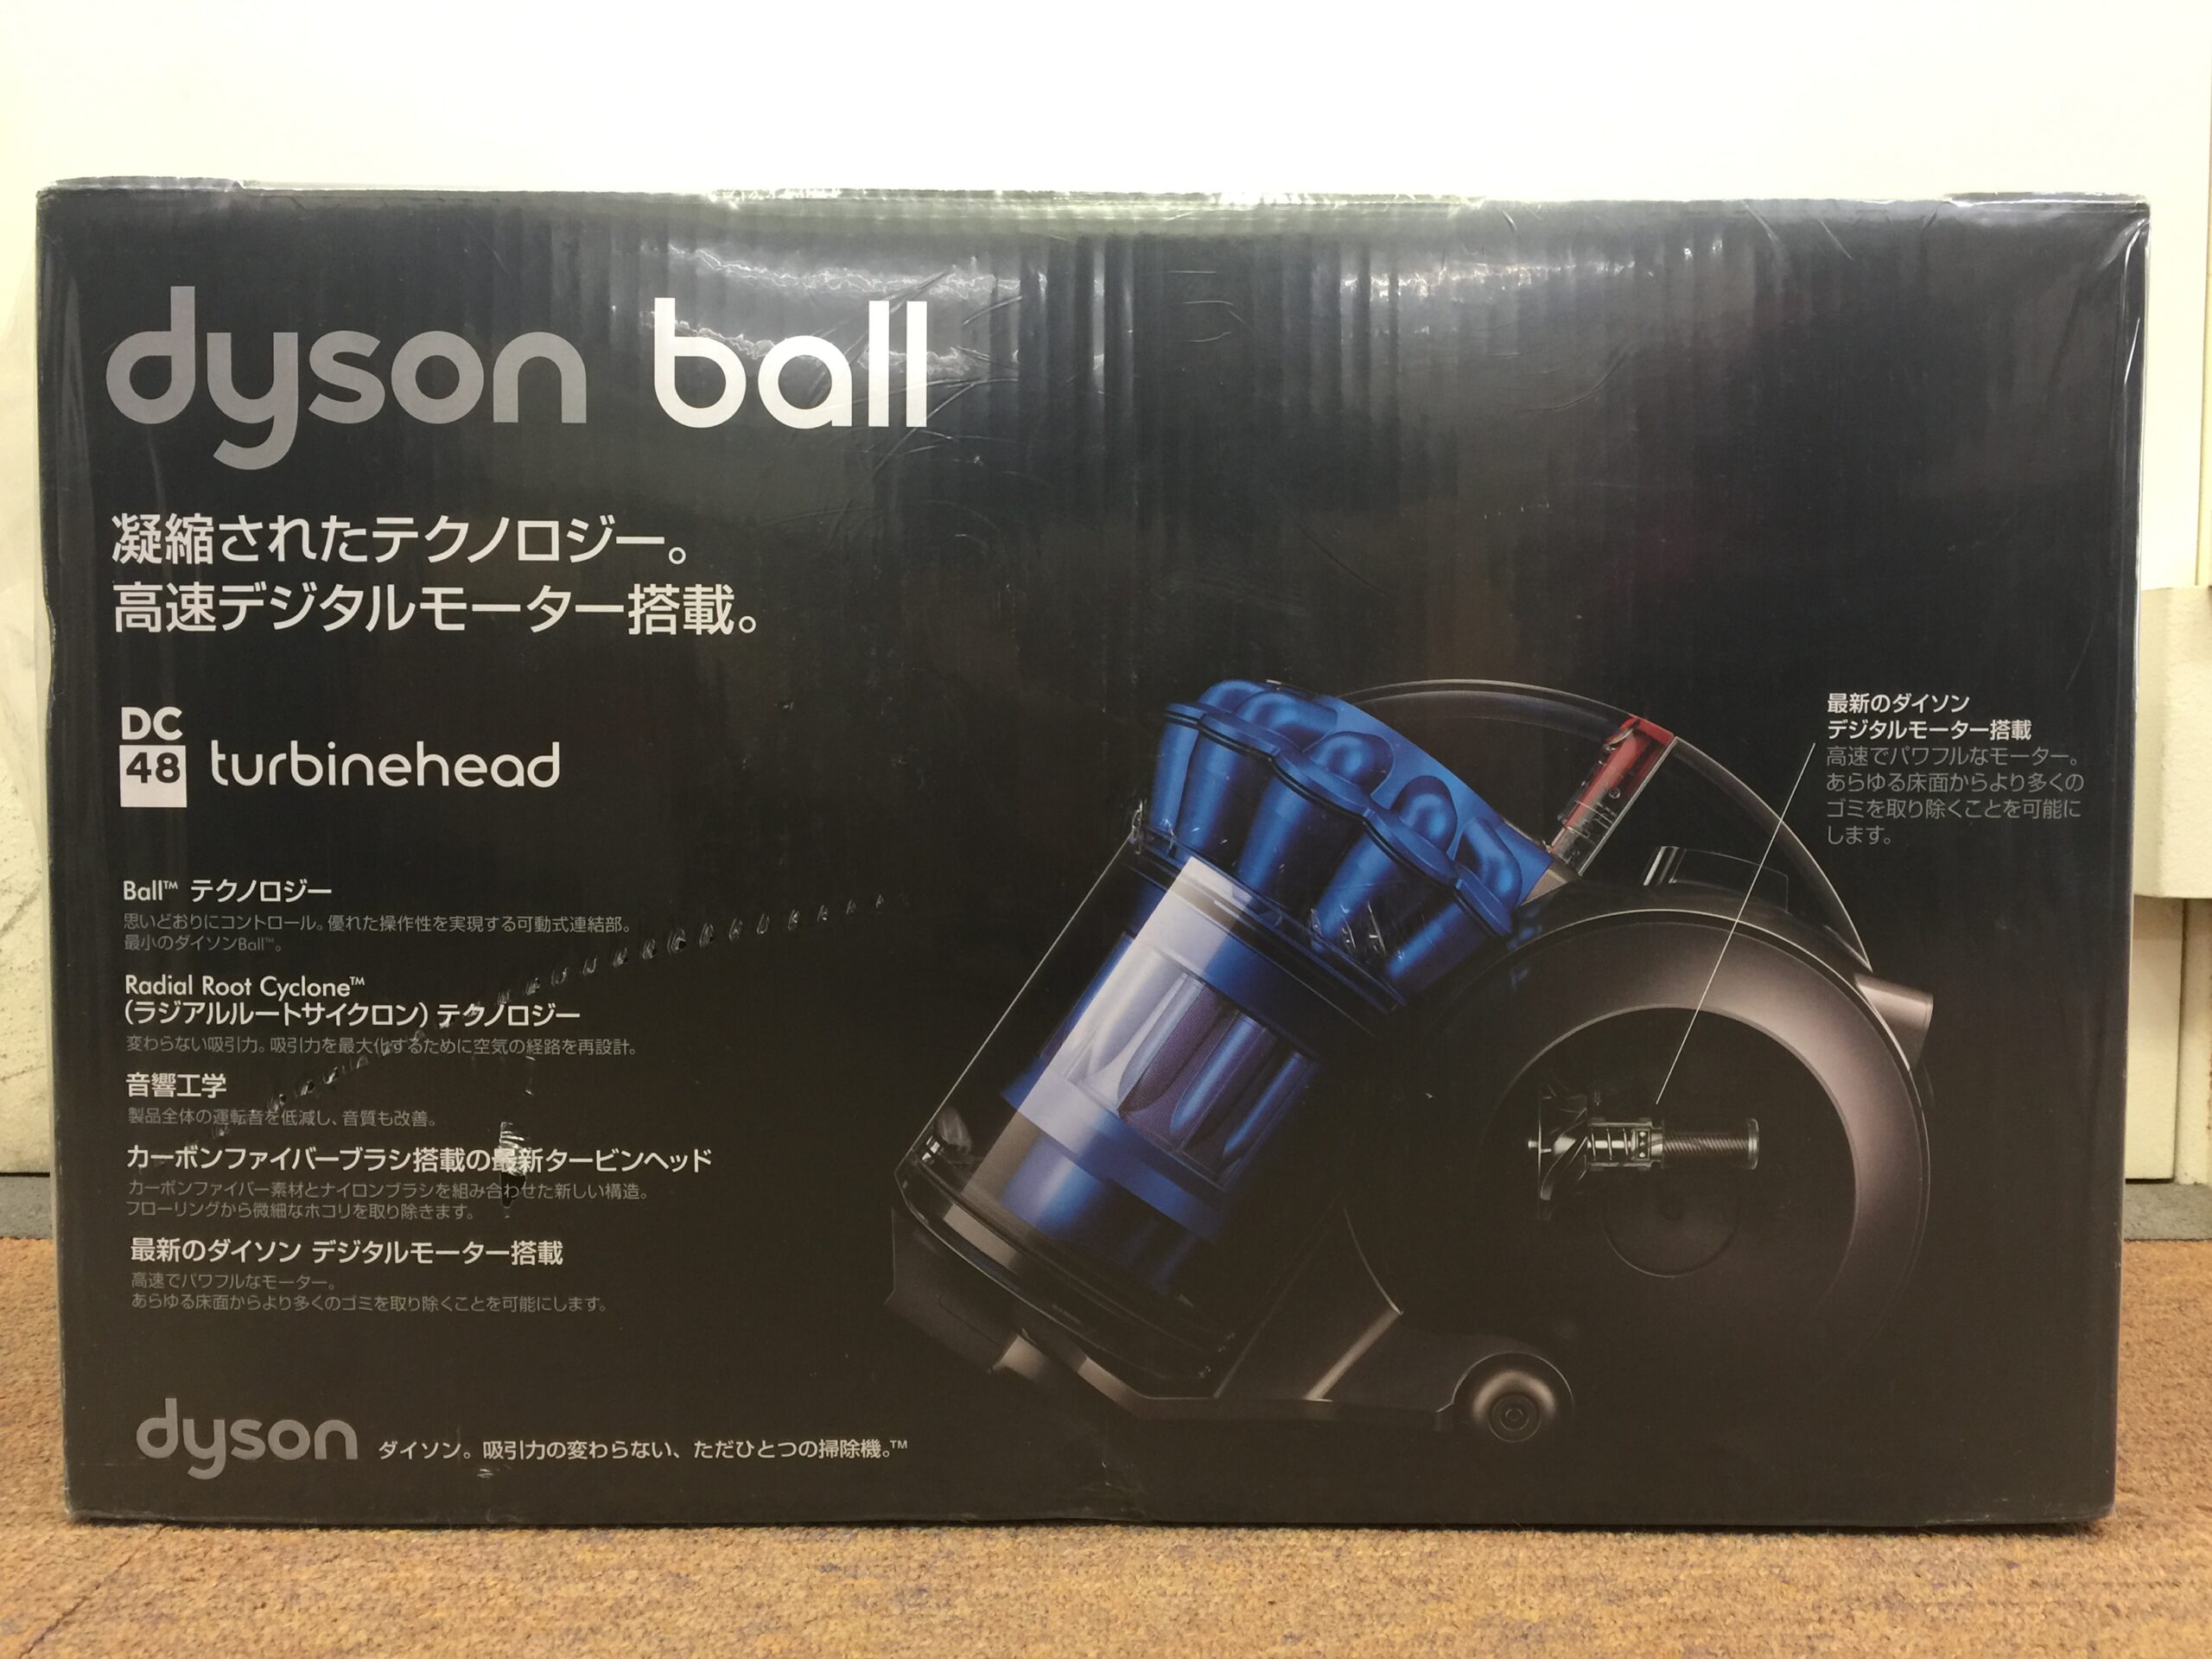 dyson ball
凝縮されたテクノロジー。
高速デジタルモーター搭載。
DC
48 turbinehead
Ball™ テクノロジー
思いどおりにコントロール。優れた操作性を実現する可動式連結部。
最小のダイソンBall™。
Radial Root Cyclone™
(ラジアルルートサイクロン) テクノロジー
変わらない吸引力。吸引力を最大化するために空気の経路を再設計。
音響工学
製品全体の運転音を低減し、音質も改善。
カーボンファイバーブラシ搭載の最新タービンヘッド
カーボンファイバー素材とナイロンブラシを組み合わせた新しい構造。
フローリングから微細なホコリを取り除きます。
最新のダイソン デジタルモーター搭載
高速でパワフルなモーター。
あらゆる床面からより多くのゴミを取り除くことを可能にします。
dyson ダイソン。吸引力の変わらない、ただひとつの掃除機。™
最新のダイソン
デジタルモーター搭載
高速でパワフルなモーター。
あらゆる床面からより多くの
ゴミを取り除くことを可能に
します。